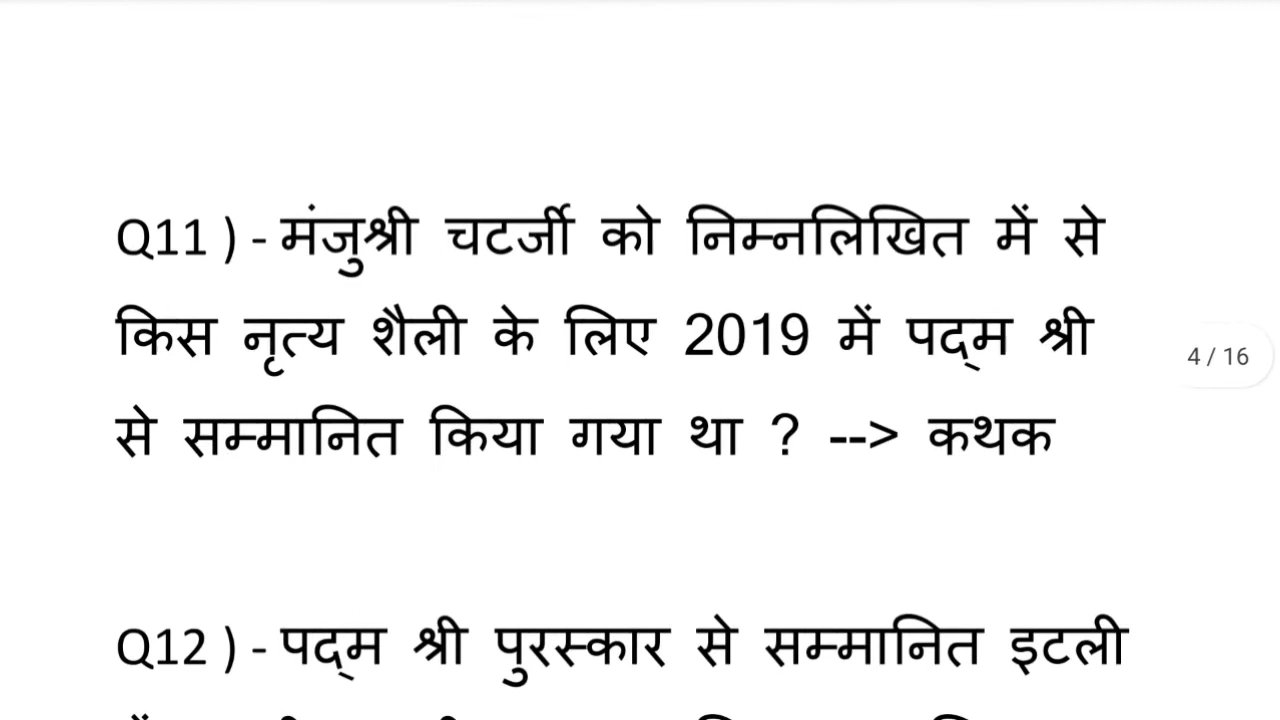 Q11 ) - मंजुश्री चटर्जी को निम्नलिखित में से
किस नृत्य शैली के लिए 2019 में पद्म श्री
4 / 16
से सम्मानित किया गया था ? --> कथक
Q12 ) - पद्म श्री पुरस्कार से सम्मानित इटली